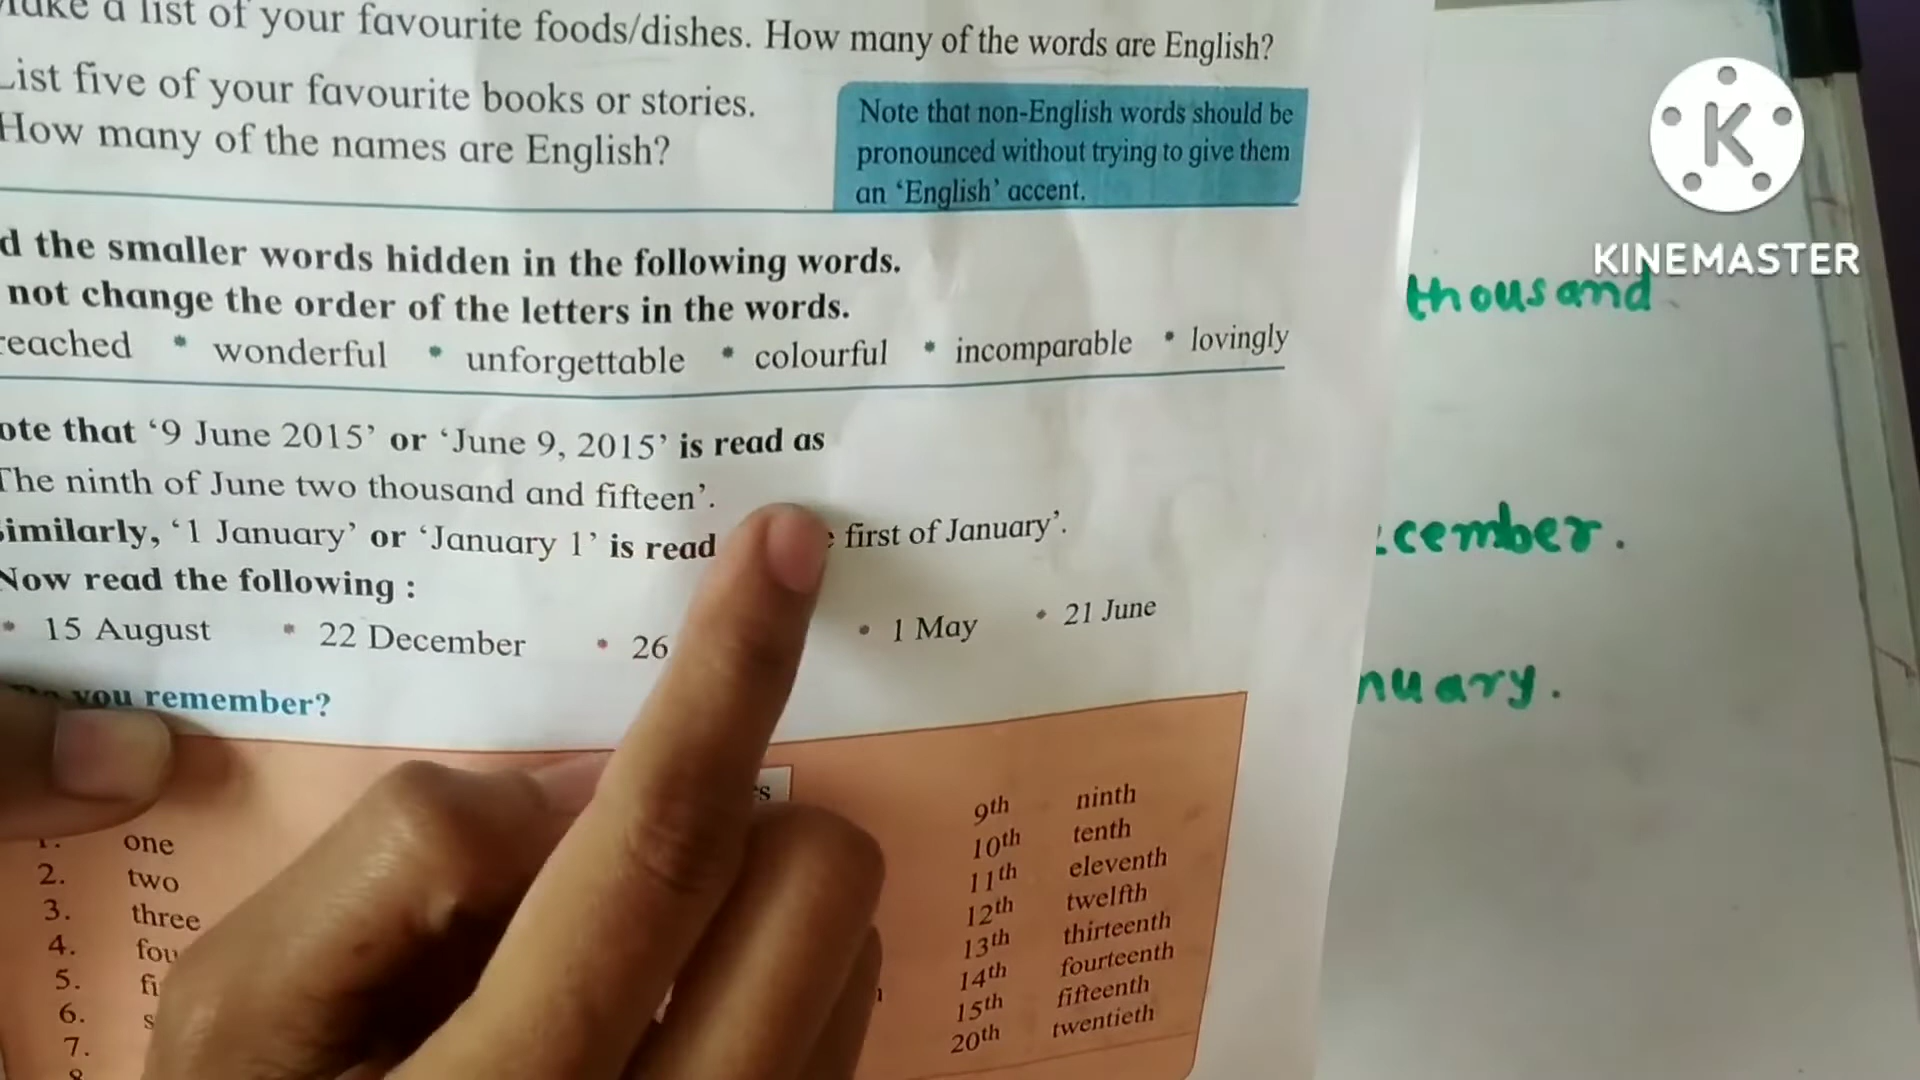 a list of your favourite foods/dishes. How many of the words are English?
List five of your favourite books or stories.
How many of the names are English?
Note that non-English words should be
pronounced without trying to give them
an ‘English’ accent.
the smaller words hidden in the following words.
not change the order of the letters in the words.
reached • wonderful • unforgettable • colourful • incomparable • lovingly
ote that ‘9 June 2015’ or ‘June 9, 2015’ is read as
The ninth of June two thousand and fifteen’.
Similarly, ‘1 January’ or ‘January 1’ is read first of January’.
Now read the following :
• 15 August • 22 December • 26 • 1 May • 21 June
you remember?
one
2. two
3. three
4. fou
5. fi
6. s
7.
8
9th ninth
10th tenth
11th eleventh
12th twelfth
13th thirteenth
14th fourteenth
15th fifteenth
20th twentieth
K
KINEMASTER
thousand
cember.
nuary.